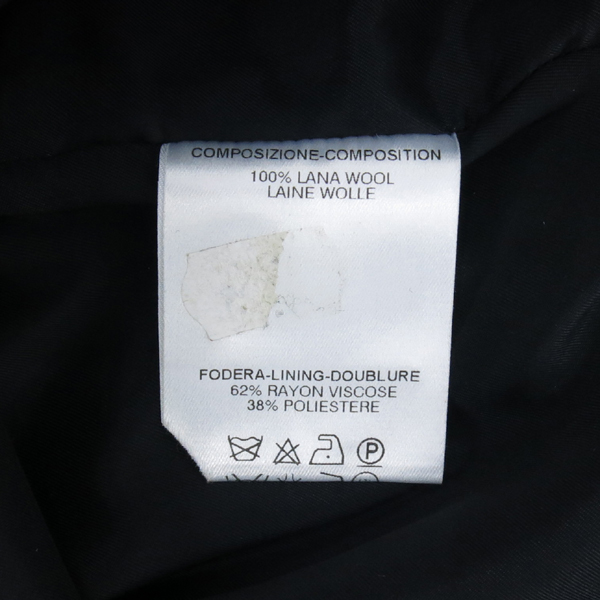 COMPOSIZIONE-COMPOSITION
100% LANA WOOL
LAINE WOLLE
FODERA-LINING-DOUBLURE
62% RAYON VISCOSE
38% POLIESTERE
P